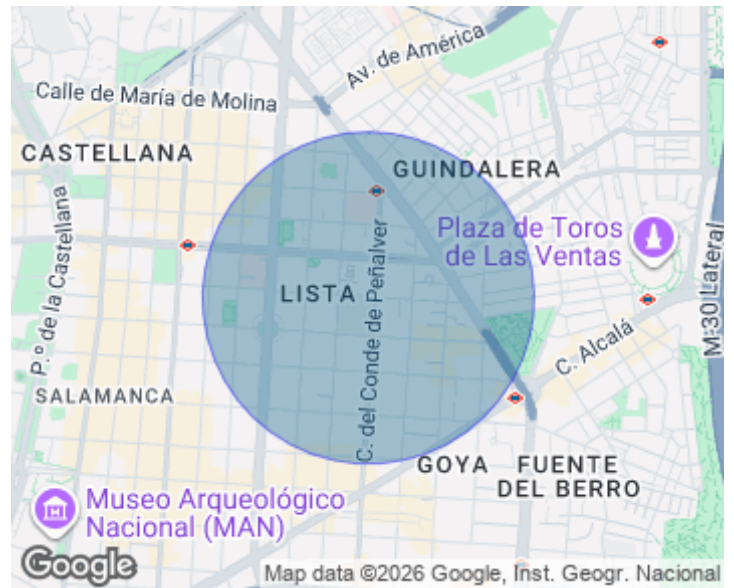 Av. de América
Calle de María de Molina
CASTELLANA
GUINDALERA
Plaza de Toros
de Las Ventas
P.º de la Castellana
C. del Conde de Peñalver
LISTA
M-30 Lateral
C. Alcalá
SALAMANCA
GOYA
FUENTE
DEL BERRO
Museo Arqueológico
Nacional (MAN)
Google
Map data ©2026 Google, Inst. Geogr. Nacional